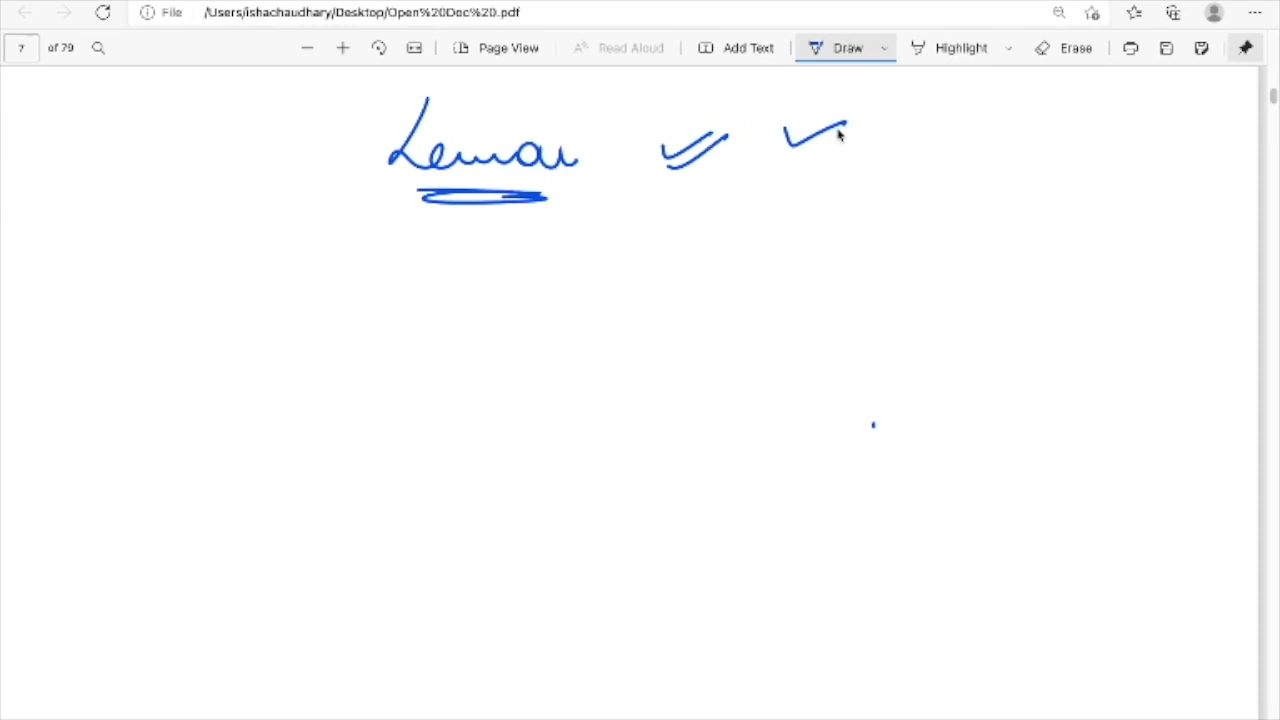 File /Users/ishachaudhary/Desktop/Open%20Doc%20.pdf
7 of 79 Page View Read Aloud Add Text Draw Highlight Erase